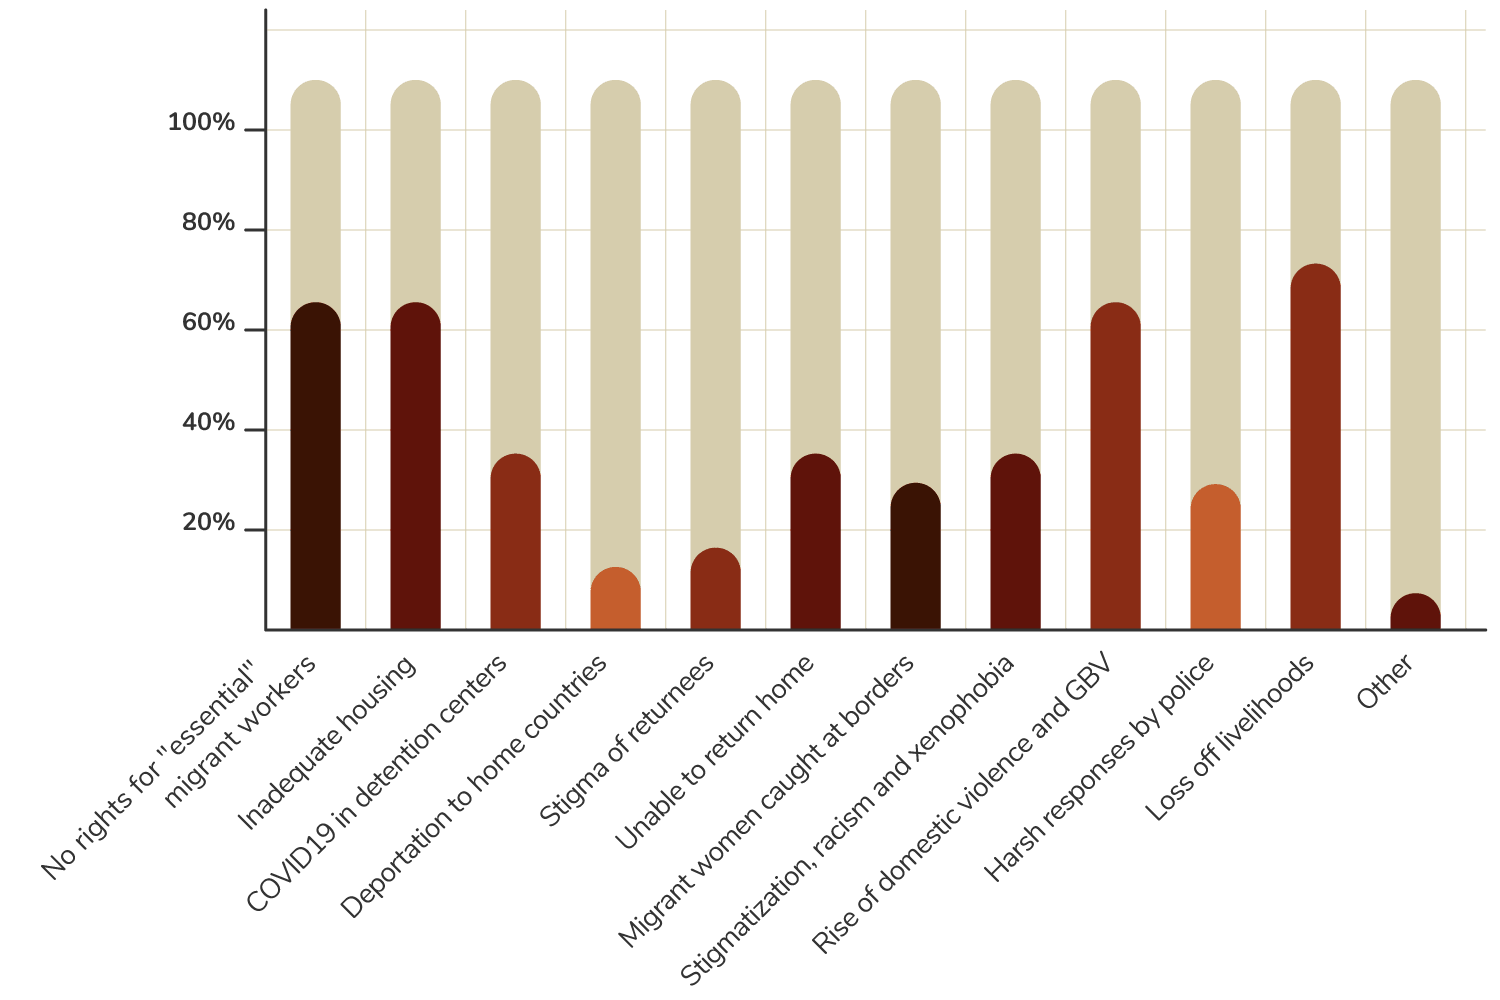 100%
80%
60%
40%
20%
No rights for "essential"
migrant workers
Inadequate housing
COVID19 in detention centers
Deportation to home countries
Stigma of returnees
Unable to return home
Migrant women caught at borders
Stigmatization, racism and xenophobia
Rise of domestic violence and GBV
Harsh responses by police
Loss off livelihoods
Other